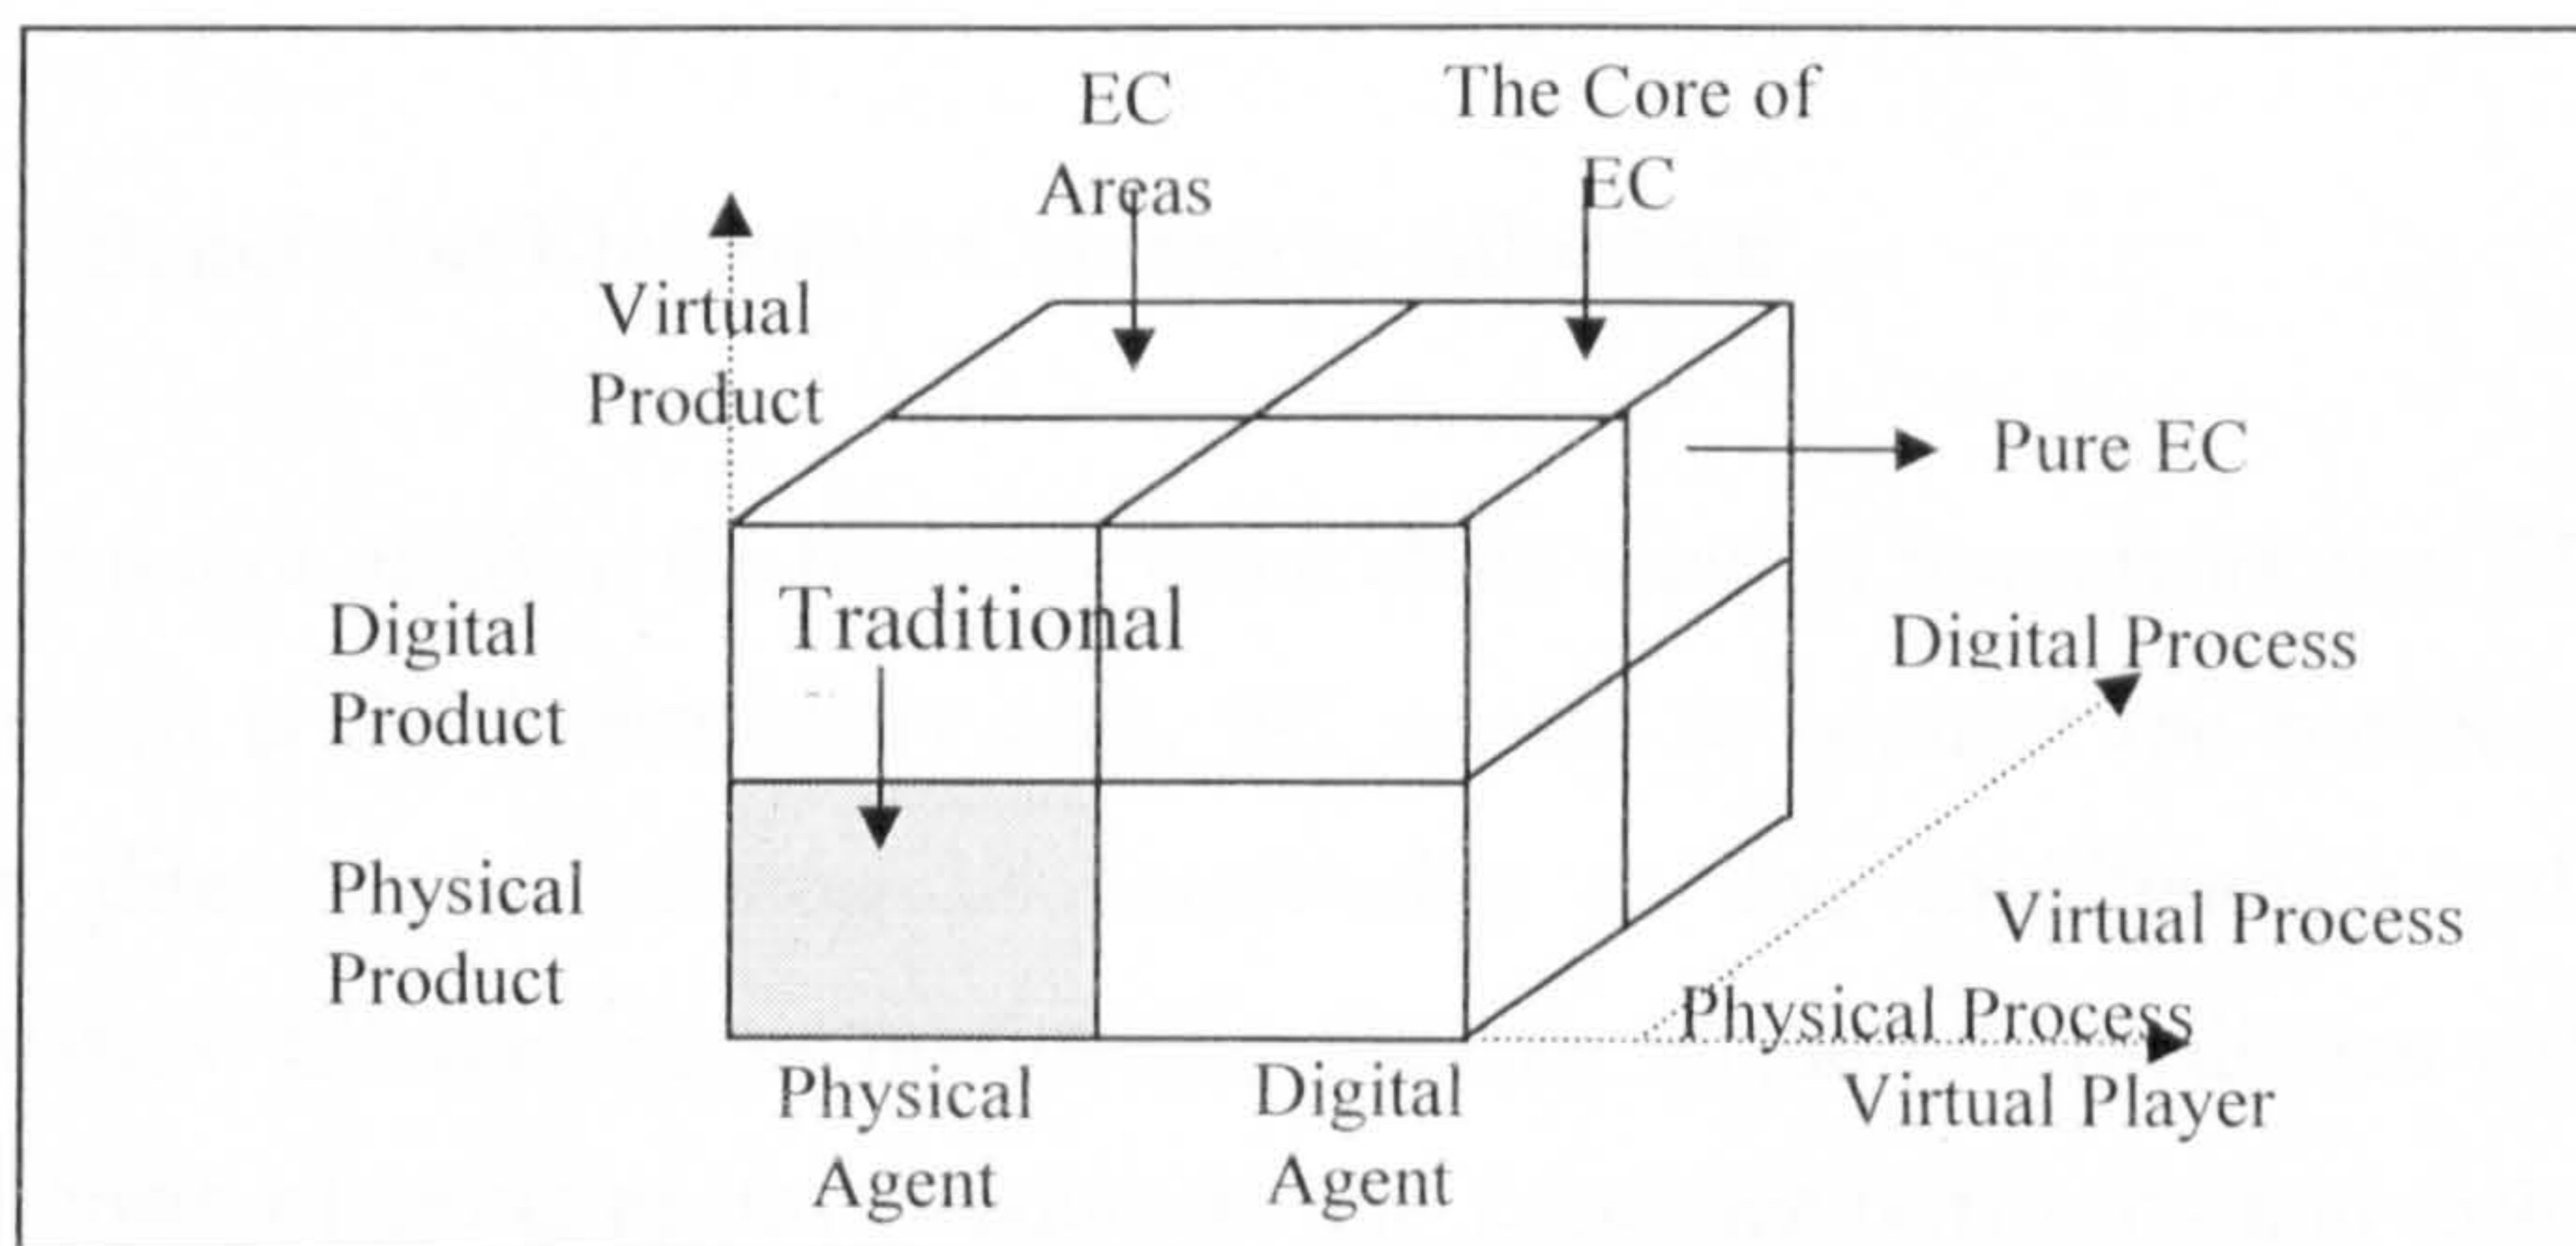 EC
Areas
The Core of
EC
Virtual
Product
Pure EC
Digital
Product
Traditional
Digital Process
Physical
Product
Virtual Process
Physical Process
Virtual Player
Physical
Agent
Digital
Agent